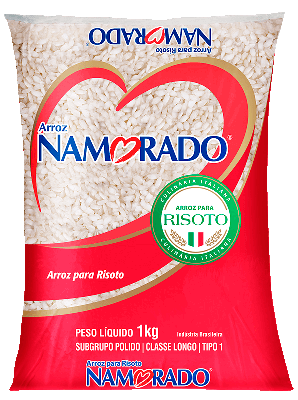 Arroz para Risoto
NAMORADO
Arroz
NAMORADO
CULINÁRIA ITALIANA
ARROZ PARA
RISOTO
CULINÁRIA ITALIANA
Arroz para Risoto
PESO LÍQUIDO 1kg
Indústria Brasileira
SUBGRUPO POLIDO | CLASSE LONGO | TIPO 1
Arroz para Risoto
NAMORADO